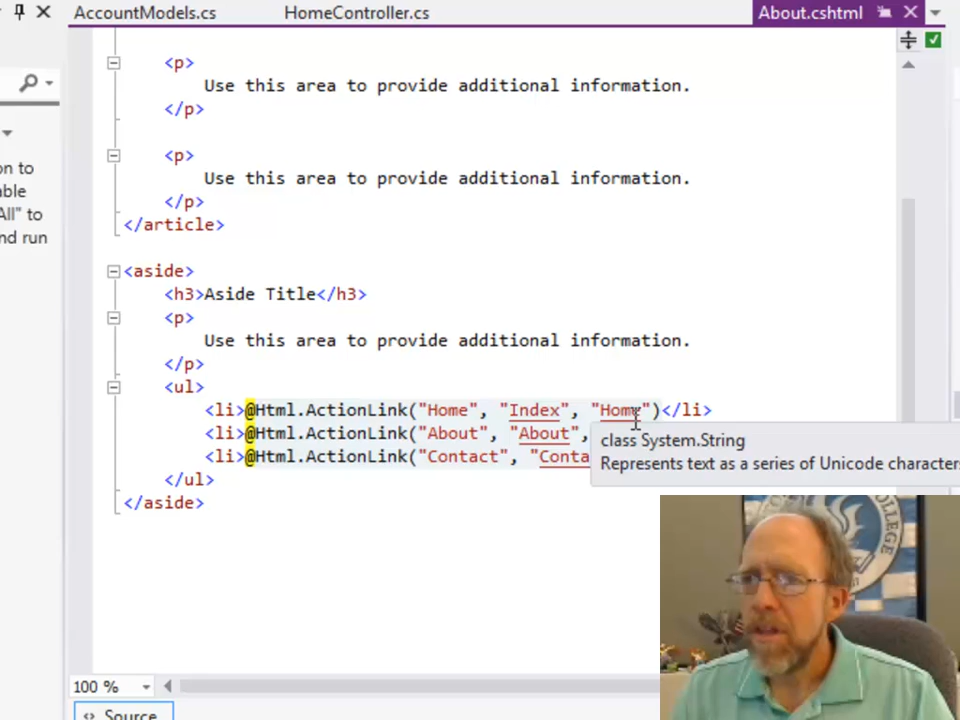 AccountModels.cs HomeController.cs About.cshtml
<p>
Use this area to provide additional information.
</p>
<p>
Use this area to provide additional information.
</p>
</article>
on to
able
All" to
nd run
<aside>
<h3>Aside Title</h3>
<p>
Use this area to provide additional information.
</p>
<ul>
<li>@Html.ActionLink("Home", "Index", "Home")</li>
<li>@Html.ActionLink("About", "About",
<li>@Html.ActionLink("Contact", "Conta
class System.String
Represents text as a series of Unicode character
</ul>
</aside>
COLLEGE
100 %
Source